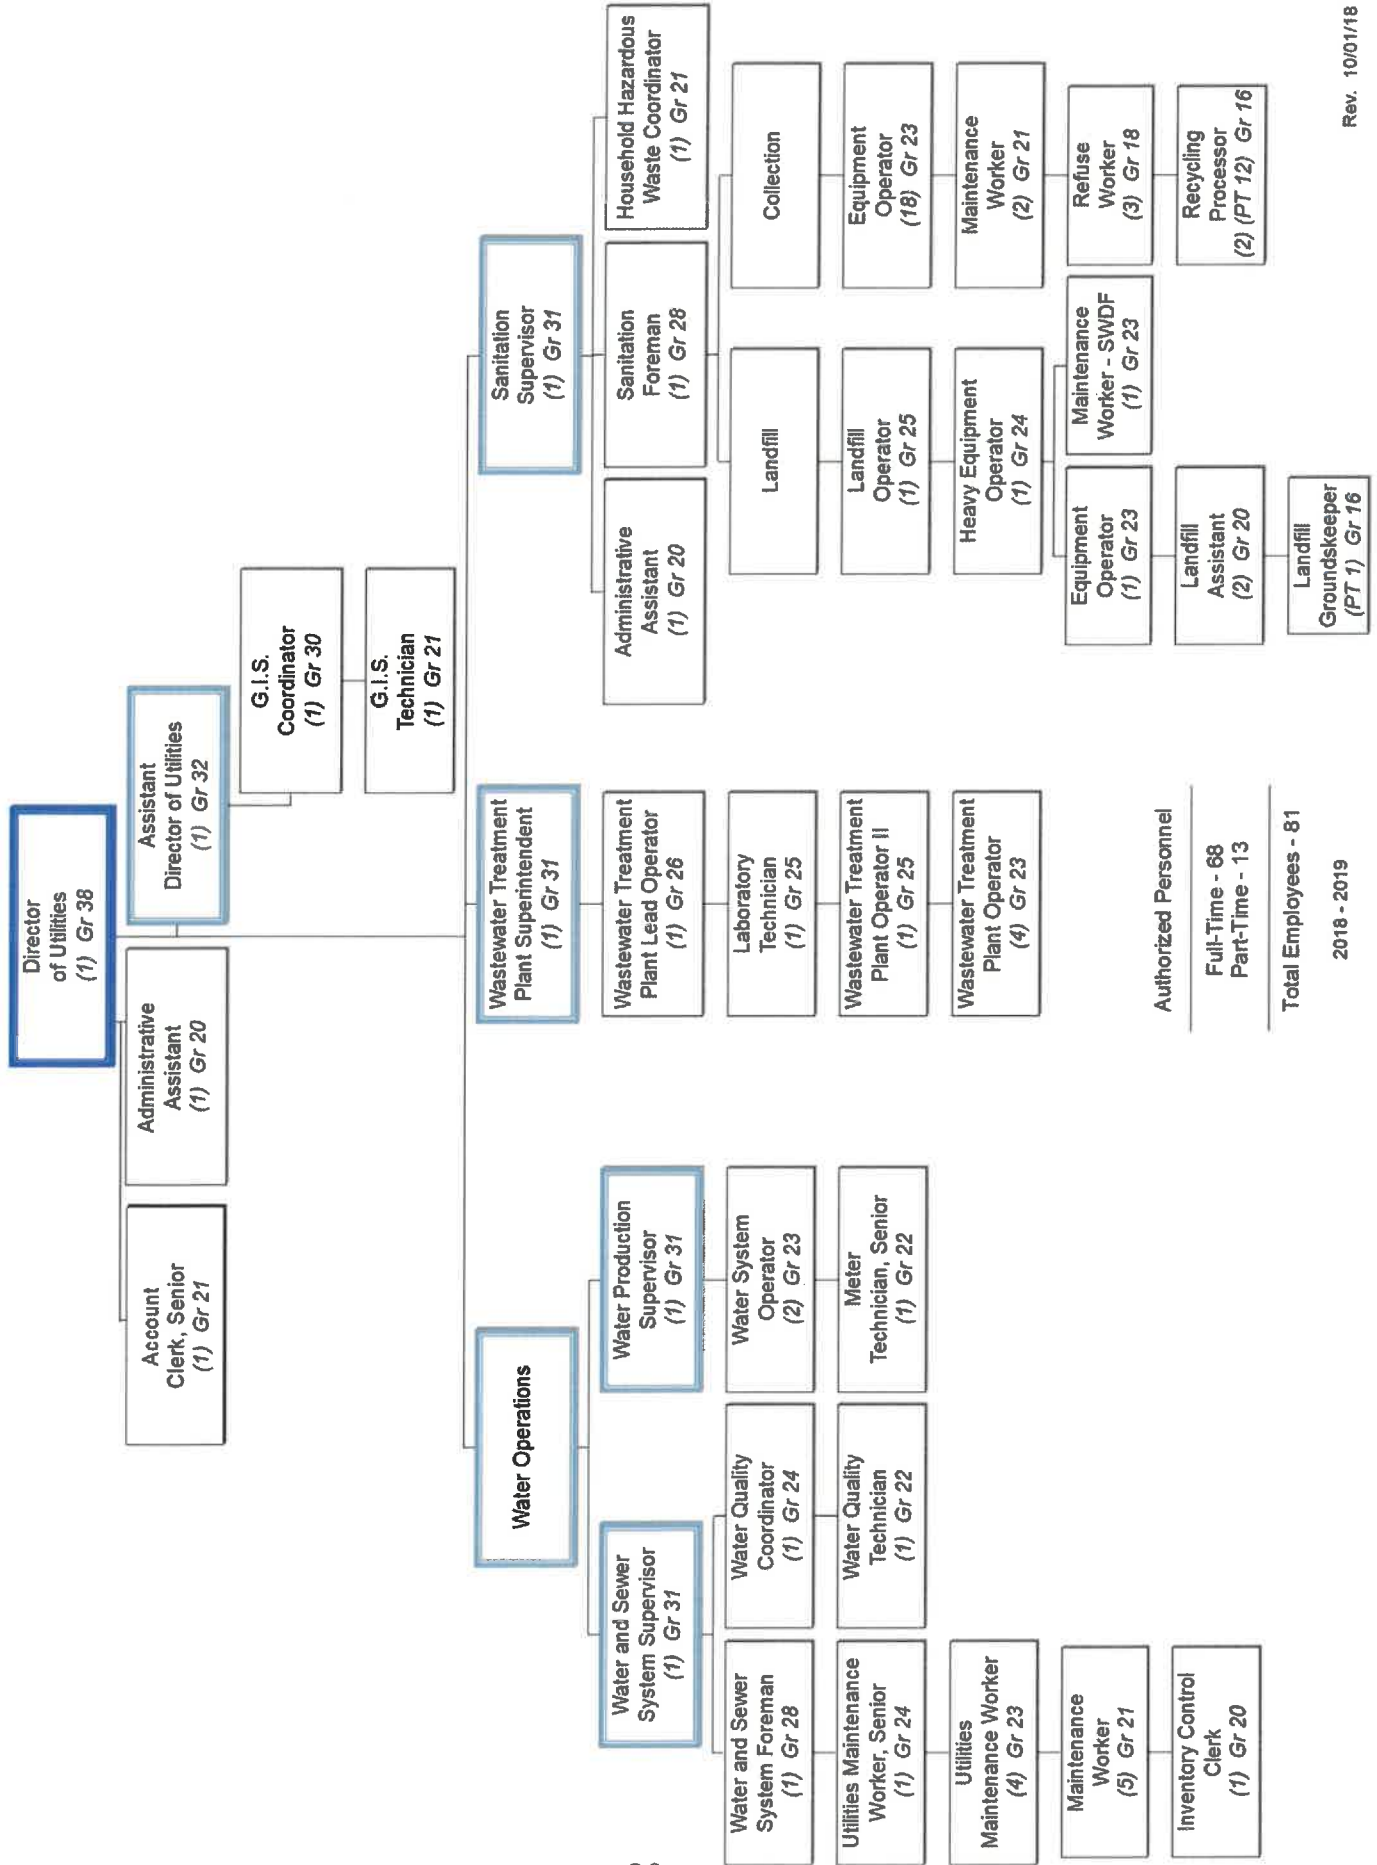 Director
of Utilities
(1) Gr 38
Account
Clerk, Senior
(1) Gr 21
Administrative
Assistant
(1) Gr 20
Assistant
Director of Utilities
(1) Gr 32
G.I.S.
Coordinator
(1) Gr 30
G.I.S.
Technician
(1) Gr 21
Water Operations
Water and Sewer
System Supervisor
(1) Gr 31
Water and Sewer
System Foreman
(1) Gr 28
Utilities Maintenance
Worker, Senior
(1) Gr 24
Utilities
Maintenance Worker
(4) Gr 23
Maintenance
Worker
(5) Gr 21
Inventory Control
Clerk
(1) Gr 20
Water Quality
Coordinator
(1) Gr 24
Water Quality
Technician
(1) Gr 22
Water Production
Supervisor
(1) Gr 31
Water System
Operator
(2) Gr 23
Meter
Technician, Senior
(1) Gr 22
Wastewater Treatment
Plant Superintendent
(1) Gr 31
Wastewater Treatment
Plant Lead Operator
(1) Gr 26
Laboratory
Technician
(1) Gr 25
Wastewater Treatment
Plant Operator II
(1) Gr 25
Wastewater Treatment
Plant Operator
(4) Gr 23
Sanitation
Supervisor
(1) Gr 31
Administrative
Assistant
(1) Gr 20
Sanitation
Foreman
(1) Gr 28
Household Hazardous
Waste Coordinator
(1) Gr 21
Landfill
Landfill
Operator
(1) Gr 25
Heavy Equipment
Operator
(1) Gr 24
Equipment
Operator
(1) Gr 23
Landfill
Assistant
(2) Gr 20
Landfill
Groundskeeper
(PT 1) Gr 16
Maintenance
Worker - SWDF
(1) Gr 23
Collection
Equipment
Operator
(18) Gr 23
Maintenance
Worker
(2) Gr 21
Refuse
Worker
(3) Gr 18
Recycling
Processor
(2) (PT 12) Gr 16
Authorized Personnel
Full-Time - 68
Part-Time - 13
Total Employees - 81
2018 - 2019
Rev. 10/01/18